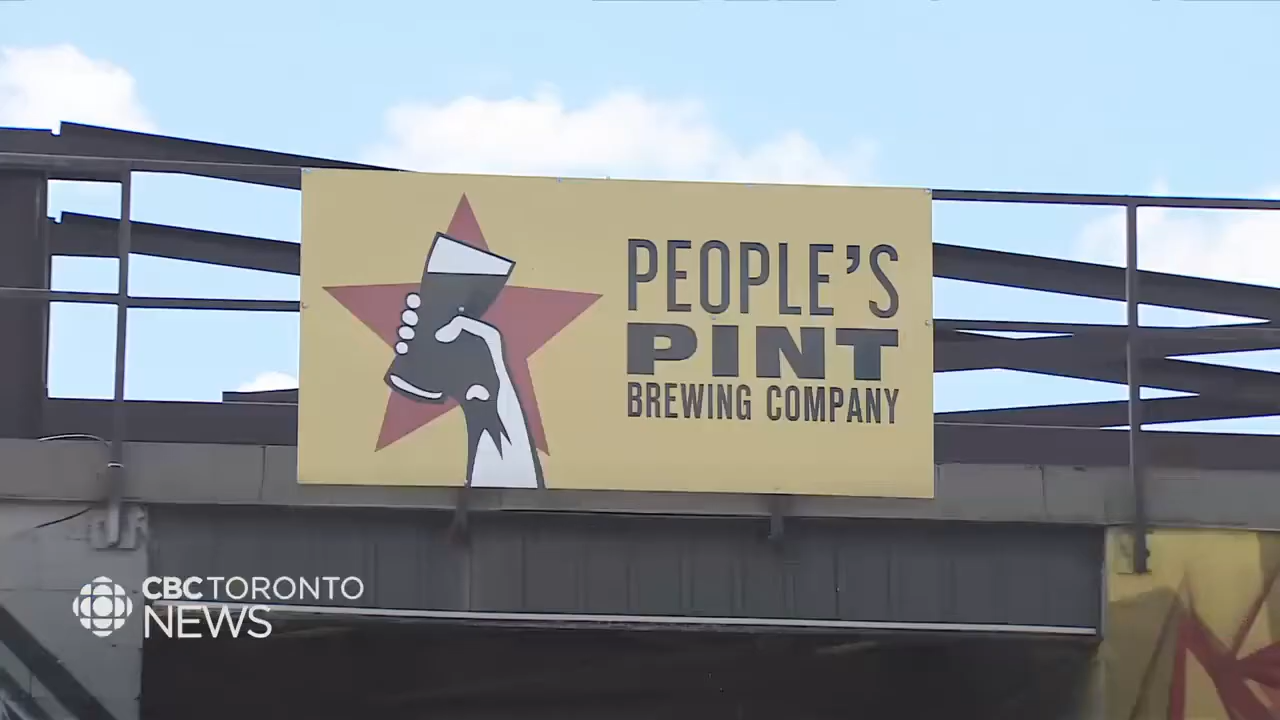 PEOPLE'S
PINT
BREWING COMPANY
CBC TORONTO
NEWS